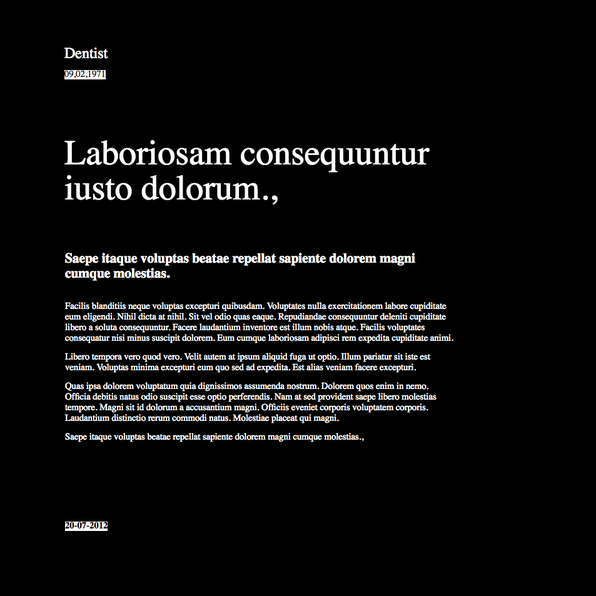 Dentist
09.02.1971
Laboriosam consequuntur
iusto dolorum.,
Saepe itaque voluptas beatae repellat sapiente dolorem magni
cumque molestias.
Facilis blanditiis neque voluptas excepturi quibusdam. Voluptates nulla exercitationem labore cupiditate
eum eligendi. Nihil dicta at nihil. Sit vel odio quas eaque. Repudiandae consequuntur deleniti cupiditate
libero a soluta consequuntur. Facere laudantium inventore est illum nobis atque. Facilis voluptates
consequatur nisi minus suscipit dolorem. Eum cumque laboriosam adipisci rem expedita cupiditate animi.
Libero tempora vero quod vero. Velit autem at ipsum aliquid fuga ut optio. Illum pariatur sit iste est
veniam. Voluptas minima excepturi eum quo sed ad expedita. Est alias veniam facere excepturi.
Quas ipsa dolorem voluptatum quia dignissimos assumenda nostrum. Dolorem quos enim in nemo.
Officia debitis natus odio suscipit esse optio perferendis. Nam at sed provident saepe libero molestias
tempore. Magni sit id dolorum a accusantium magni. Officiis eveniet corporis voluptatem corporis.
Laudantium distinctio rerum commodi natus. Molestiae placeat qui magni.
Saepe itaque voluptas beatae repellat sapiente dolorem magni cumque molestias.,
20-07-2012